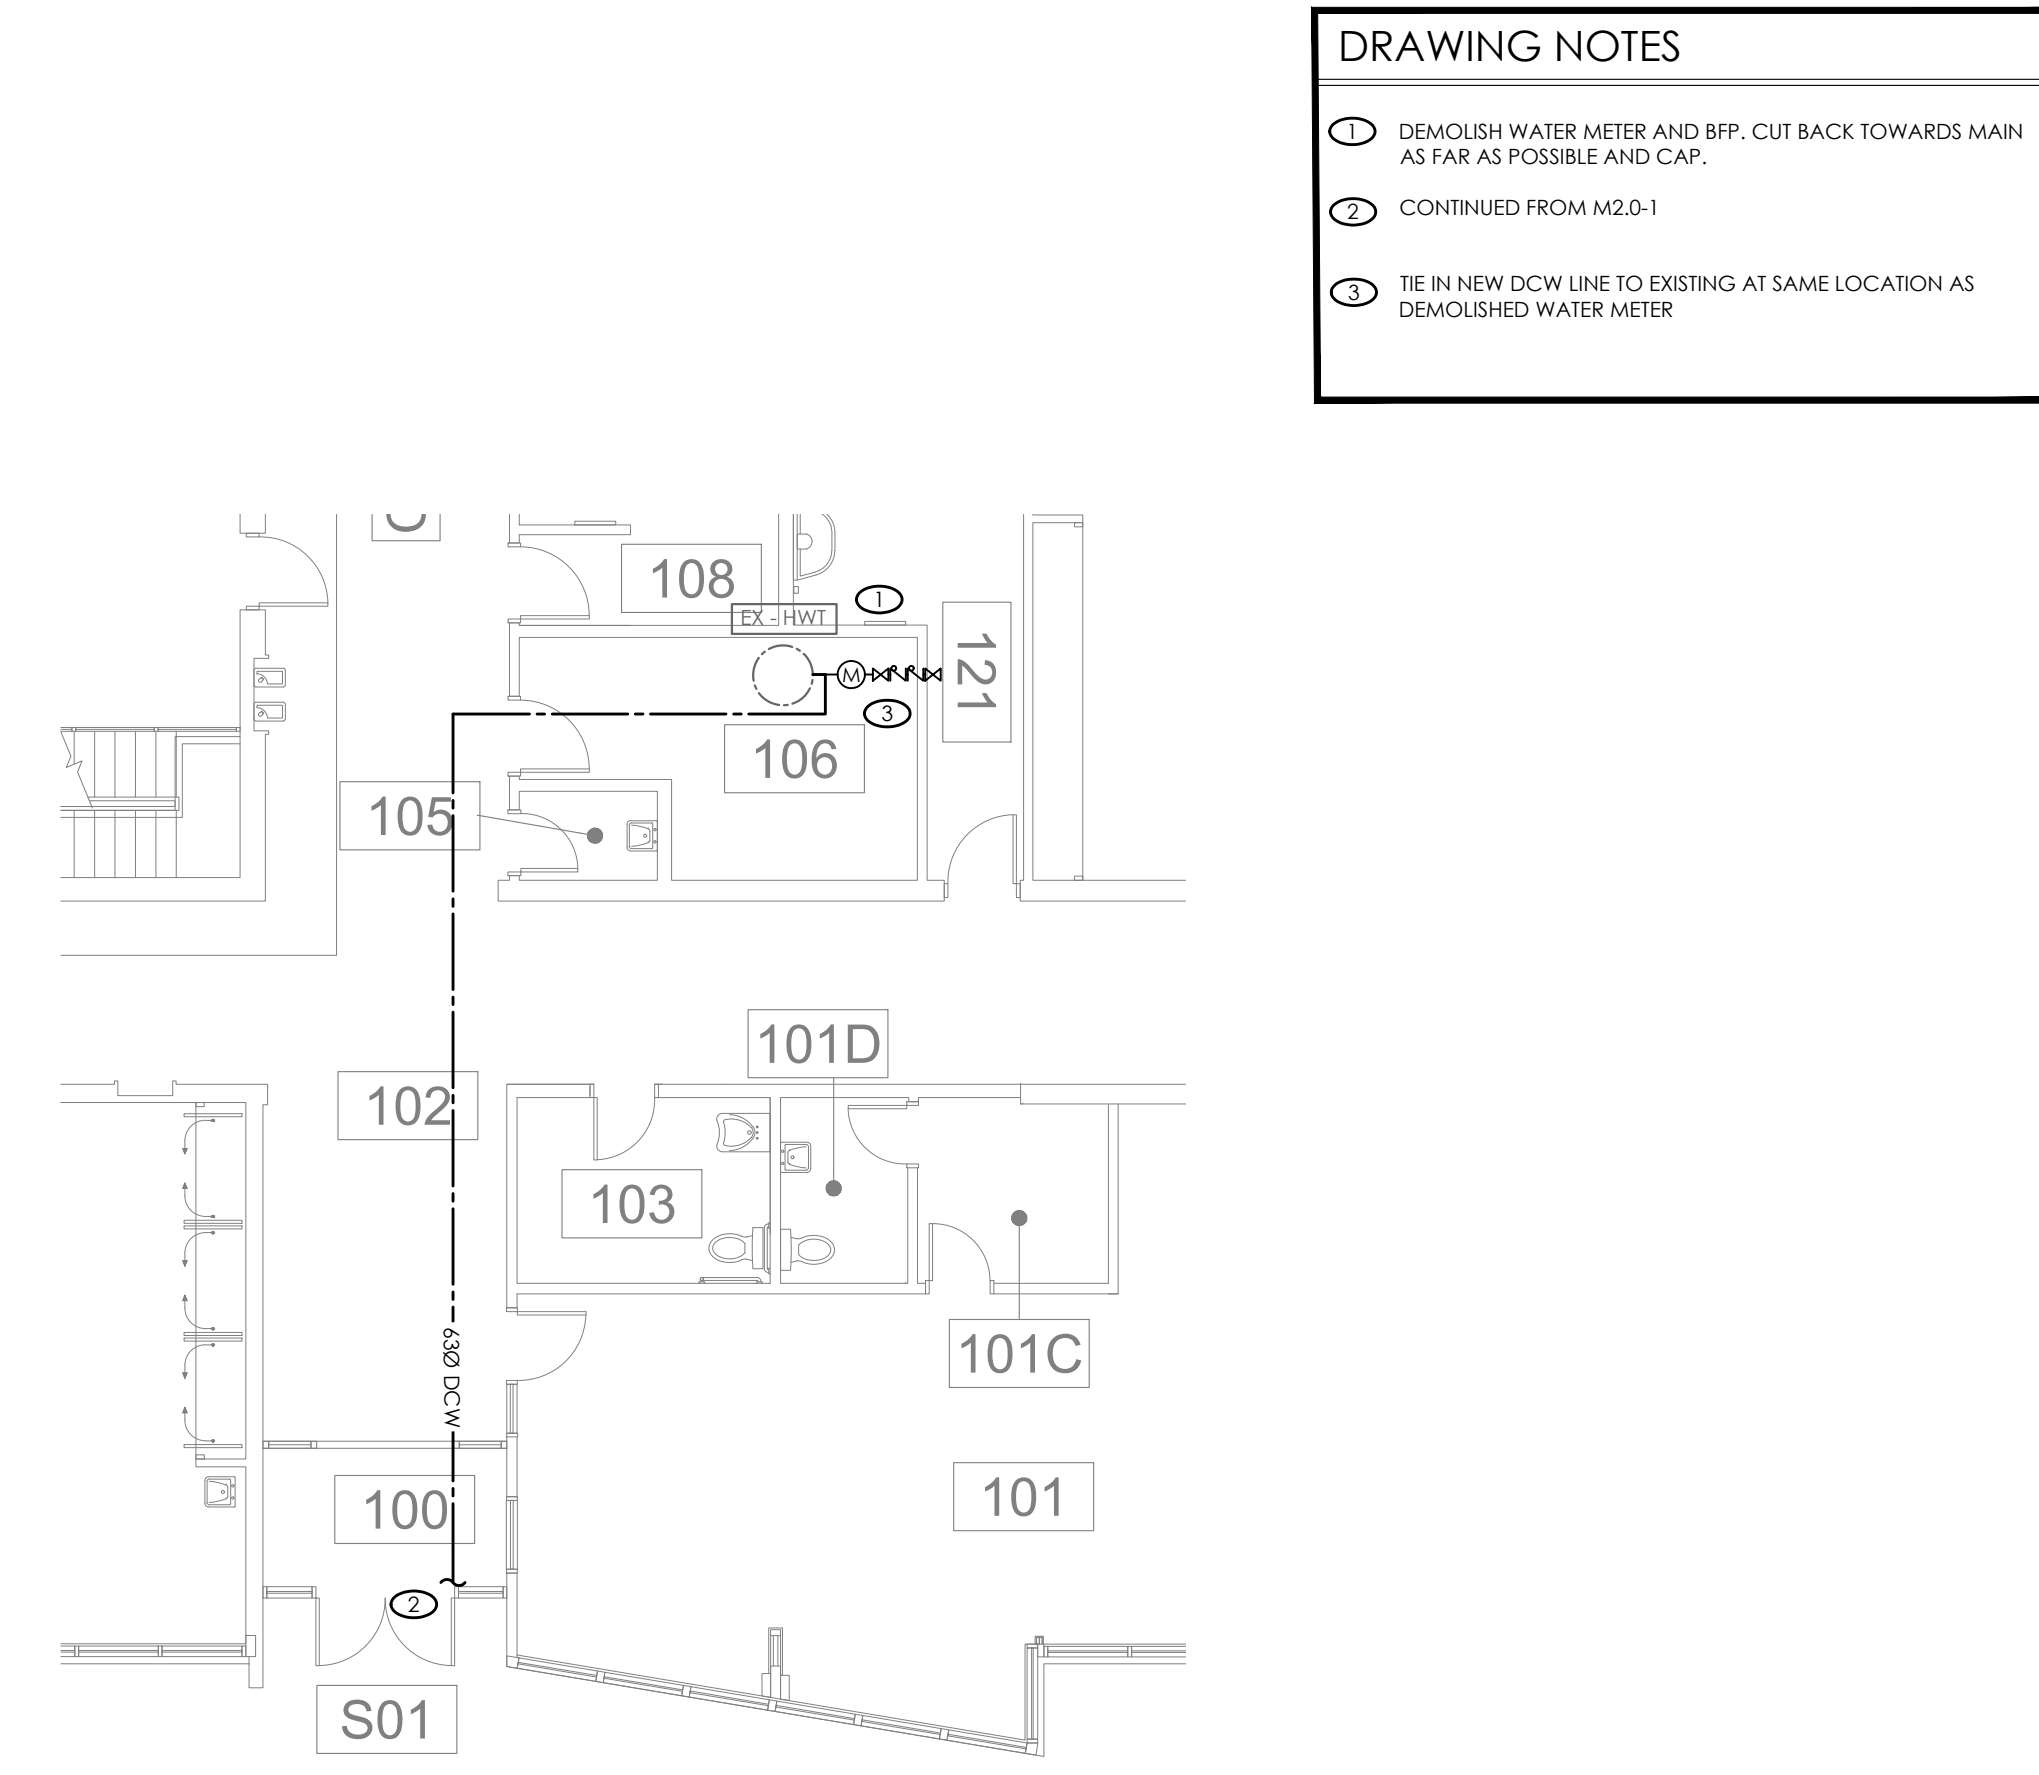 DRAWING NOTES
1 DEMOLISH WATER METER AND BFP. CUT BACK TOWARDS MAIN
AS FAR AS POSSIBLE AND CAP.
2 CONTINUED FROM M2.0-1
3 TIE IN NEW DCW LINE TO EXISTING AT SAME LOCATION AS
DEMOLISHED WATER METER
108
1
EX - HWT
121
M
3
106
105
101D
102
103
63Ø DCW
101C
101
100
2
S01